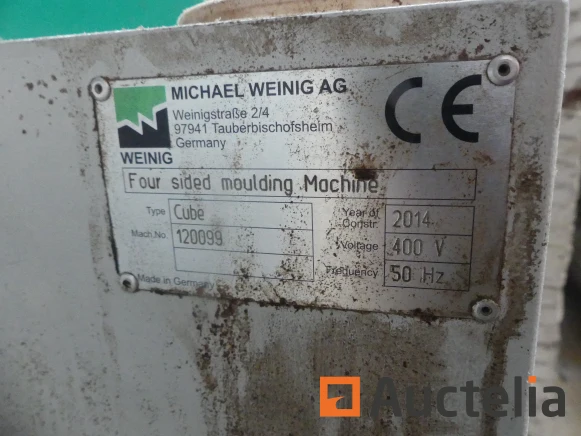 MICHAEL WEINIG AG
Weinigstraße 2/4
97941 Tauberbischofsheim
Germany
WEINIG
CE
Four sided moulding Machine
Type Cube
Mach.No. 120099
Year of Constr. 2014
Voltage 400 V
Frequency 50 Hz
Made in Germany
Auctelia